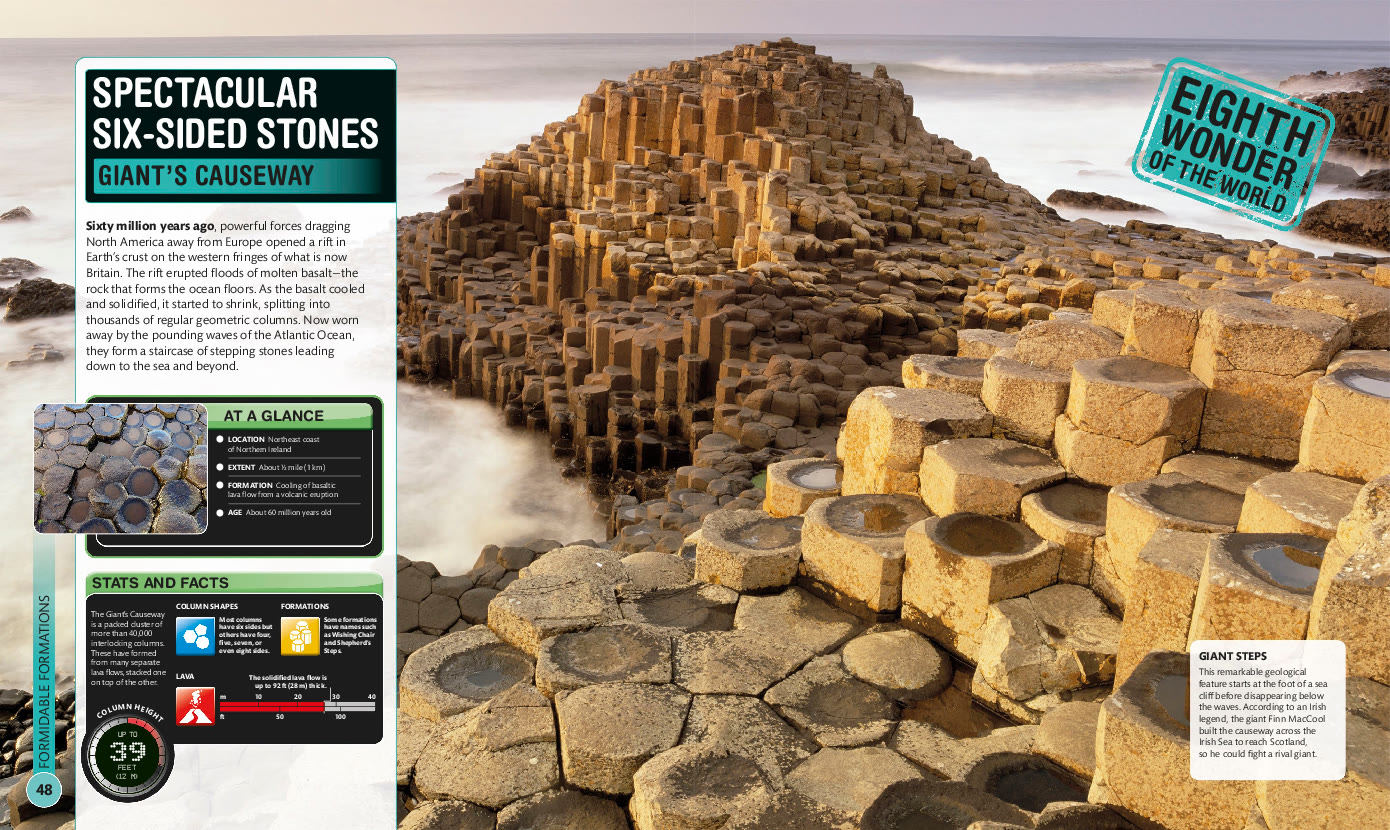 SPECTACULAR
SIX-SIDED STONES
GIANT'S CAUSEWAY
Sixty million years ago, powerful forces dragging
North America away from Europe opened a rift in
Earth's crust on the western fringes of what is now
Britain. The rift erupted floods of molten basalt—the
rock that forms the ocean floors. As the basalt cooled
and solidified, it started to shrink, splitting into
thousands of regular geometric columns. Now worn
away by the pounding waves of the Atlantic Ocean,
they form a staircase of stepping stones leading
down to the sea and beyond.
AT A GLANCE
LOCATION Northeast coast
of Northern Ireland
EXTENT About ½ mile (1 km)
FORMATION Cooling of basaltic
lava flow from a volcanic eruption
AGE About 60 million years old
STATS AND FACTS
The Giant's Causeway
is a packed cluster of
more than 40,000
interlocking columns.
These have formed
from many separate
lava flows, stacked one
on top of the other.
COLUMN SHAPES
Most columns
have six sides but
others have four,
five, seven, or
even eight sides.
FORMATIONS
Some formations
have names such
as Wishing Chair
and Shepherd's
Steps.
LAVA
The solidified lava flow is
up to 92 ft (28 m) thick.
m 10 20 30 40
ft 50 100
COLUMN HEIGHT
UP TO
39
FEET
(12 M)
FORMIDABLE FORMATIONS
48
EIGHTH
WONDER
OF THE WORLD
GIANT STEPS
This remarkable geological
feature starts at the foot of a sea
cliff before disappearing below
the waves. According to an Irish
legend, the giant Finn MacCool
built the causeway across the
Irish Sea to reach Scotland,
so he could fight a rival giant.